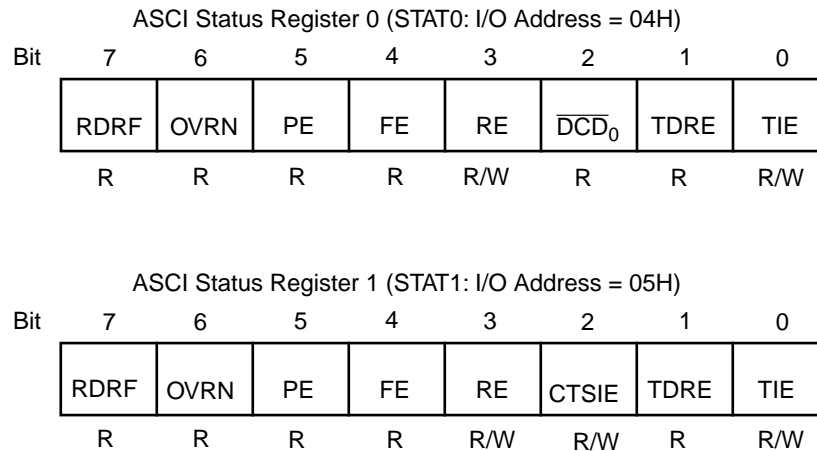 ASCI Status Register 0 (STAT0: I/O Address = 04H)
Bit 7 6 5 4 3 2 1 0
RDRF OVRN PE FE RE D̅C̅D̅₀ TDRE TIE
R R R R R/W R R R/W
ASCI Status Register 1 (STAT1: I/O Address = 05H)
Bit 7 6 5 4 3 2 1 0
RDRF OVRN PE FE RE CTSIE TDRE TIE
R R R R R/W R/W R R/W